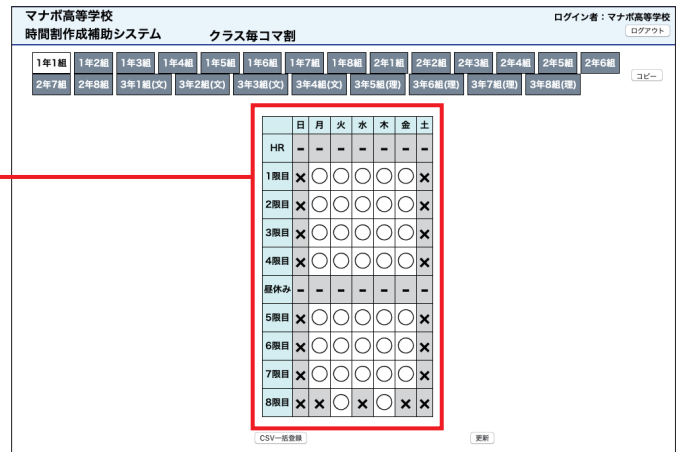 マナボ高等学校
時間割作成補助システム クラス毎コマ割
ログイン者：マナボ高等学校
ログアウト
1年1組 1年2組 1年3組 1年4組 1年5組 1年6組 1年7組 1年8組 2年1組 2年2組 2年3組 2年4組 2年5組 2年6組
2年7組 2年8組 3年1組(文) 3年2組(文) 3年3組(文) 3年4組(文) 3年5組(理) 3年6組(理) 3年7組(理) 3年8組(理)
コピー
日 月 火 水 木 金 土
HR - - - - - - -
1限目 × ○ ○ ○ ○ ○ ×
2限目 × ○ ○ ○ ○ ○ ×
3限目 × ○ ○ ○ ○ ○ ×
4限目 × ○ ○ ○ ○ ○ ×
昼休み - - - - - - -
5限目 × ○ ○ ○ ○ ○ ×
6限目 × ○ ○ ○ ○ ○ ×
7限目 × ○ ○ ○ ○ ○ ×
8限目 × × ○ × ○ × ×
CSV一括登録 更新